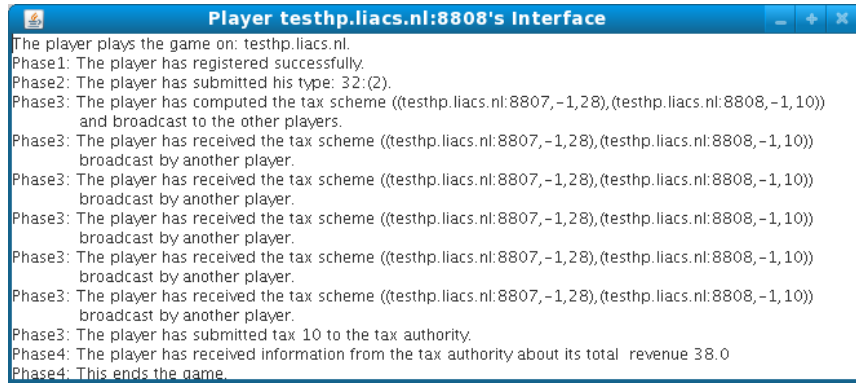 Player testhp.liacs.nl:8808's Interface
The player plays the game on: testhp.liacs.nl.
Phase1: The player has registered successfully.
Phase2: The player has submitted his type: 32:(2).
Phase3: The player has computed the tax scheme ((testhp.liacs.nl:8807,-1,28),(testhp.liacs.nl:8808,-1,10))
and broadcast to the other players.
Phase3: The player has received the tax scheme ((testhp.liacs.nl:8807,-1,28),(testhp.liacs.nl:8808,-1,10))
broadcast by another player.
Phase3: The player has received the tax scheme ((testhp.liacs.nl:8807,-1,28),(testhp.liacs.nl:8808,-1,10))
broadcast by another player.
Phase3: The player has received the tax scheme ((testhp.liacs.nl:8807,-1,28),(testhp.liacs.nl:8808,-1,10))
broadcast by another player.
Phase3: The player has received the tax scheme ((testhp.liacs.nl:8807,-1,28),(testhp.liacs.nl:8808,-1,10))
broadcast by another player.
Phase3: The player has received the tax scheme ((testhp.liacs.nl:8807,-1,28),(testhp.liacs.nl:8808,-1,10))
broadcast by another player.
Phase3: The player has submitted tax 10 to the tax authority.
Phase4: The player has received information from the tax authority about its total  revenue 38.0
Phase4: This ends the game.